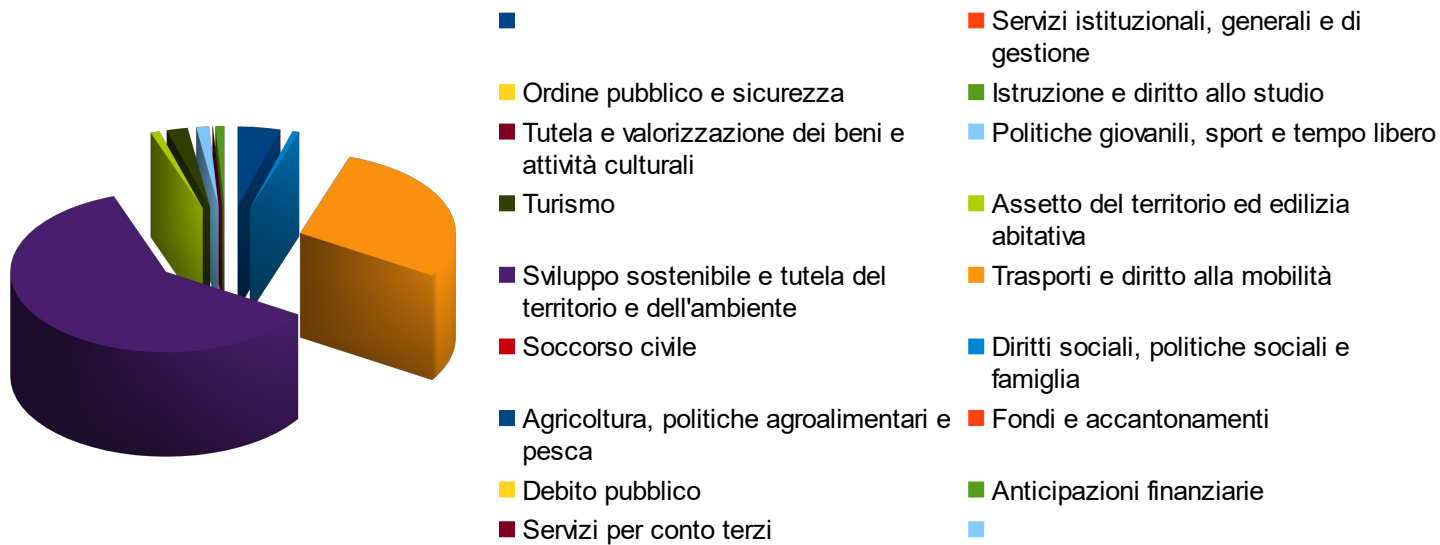 Servizi istituzionali, generali e di
gestione
Ordine pubblico e sicurezza
Istruzione e diritto allo studio
Tutela e valorizzazione dei beni e
attività culturali
Politiche giovanili, sport e tempo libero
Turismo
Assetto del territorio ed edilizia
abitativa
Sviluppo sostenibile e tutela del
territorio e dell'ambiente
Trasporti e diritto alla mobilità
Soccorso civile
Diritti sociali, politiche sociali e
famiglia
Agricoltura, politiche agroalimentari e
pesca
Fondi e accantonamenti
Debito pubblico
Anticipazioni finanziarie
Servizi per conto terzi